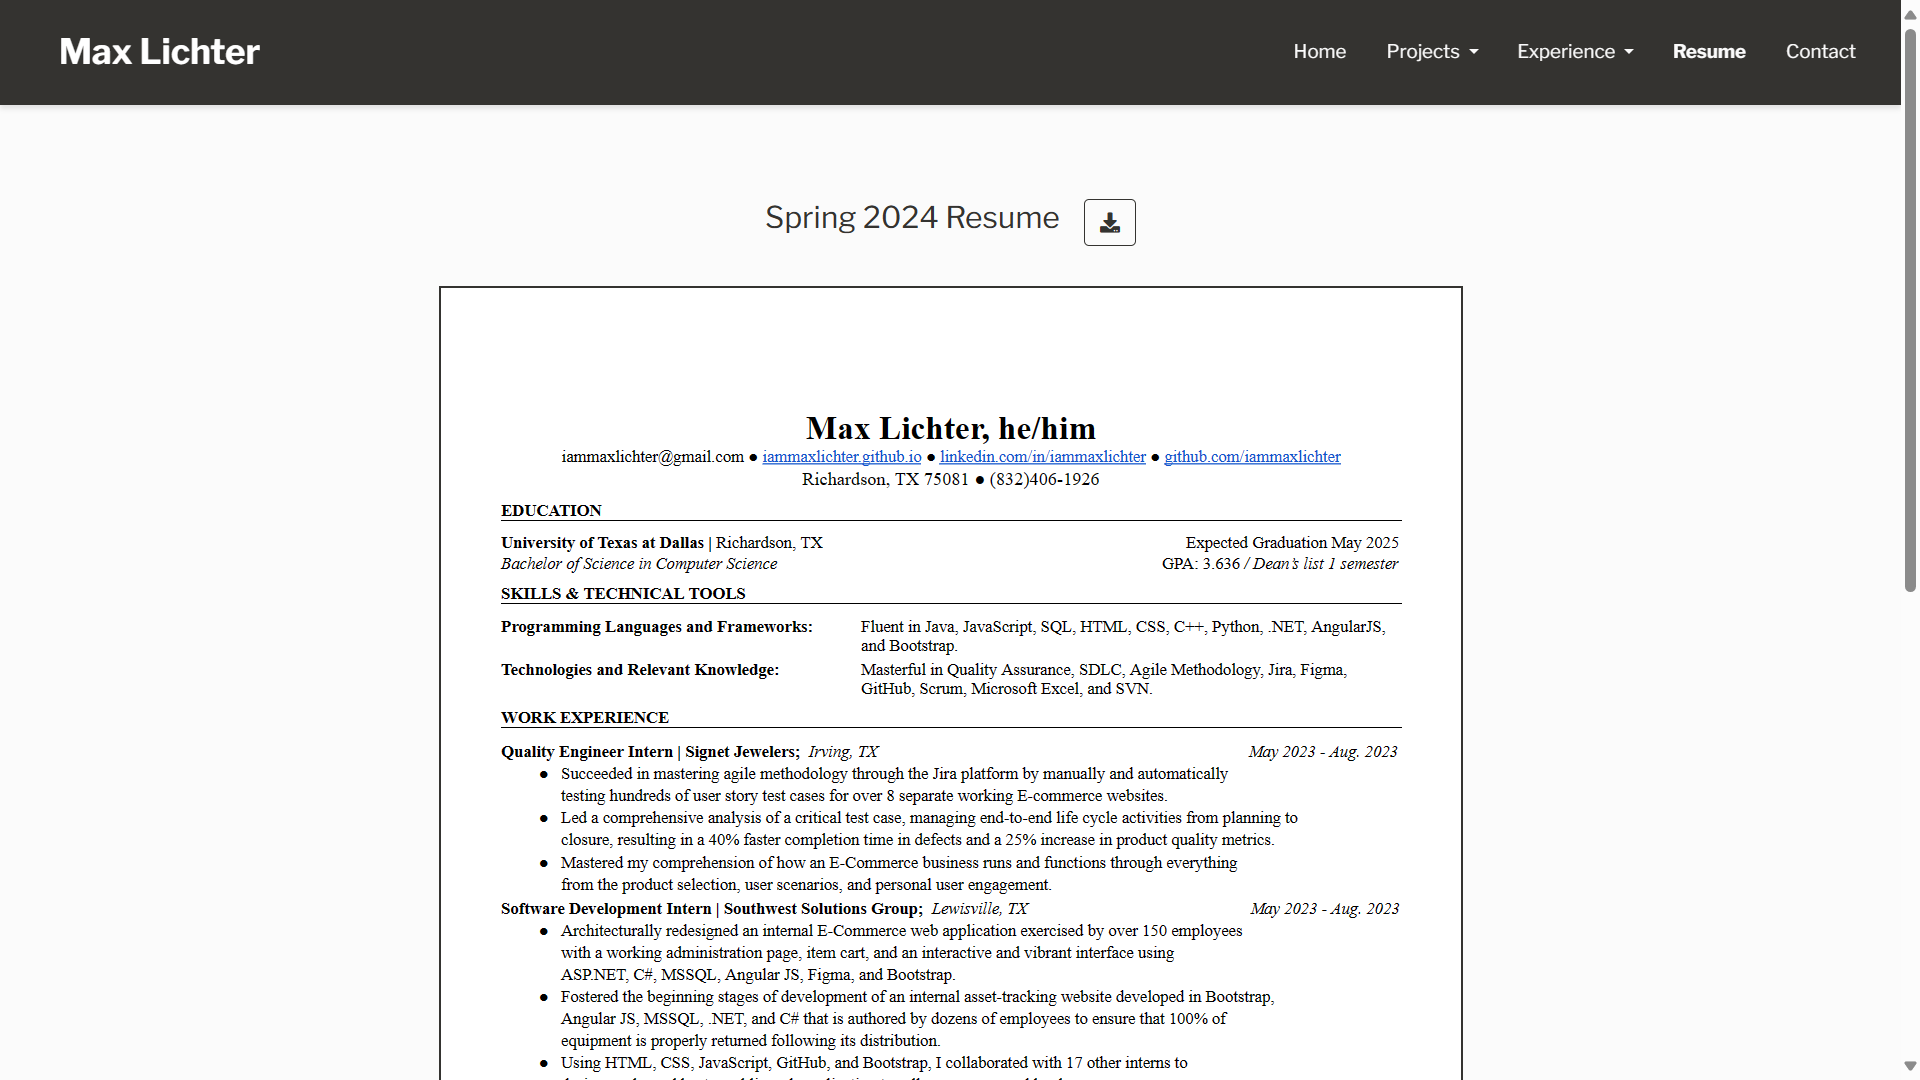 Max Lichter
Home Projects Experience Resume Contact
Spring 2024 Resume
Max Lichter, he/him
iammaxlichter@gmail.com ● iammaxlichter.github.io ● linkedin.com/in/iammaxlichter ● github.com/iammaxlichter
Richardson, TX 75081 ● (832)406-1926
EDUCATION
University of Texas at Dallas | Richardson, TX Expected Graduation May 2025
Bachelor of Science in Computer Science GPA: 3.636 / Dean's list 1 semester
SKILLS & TECHNICAL TOOLS
Programming Languages and Frameworks: Fluent in Java, JavaScript, SQL, HTML, CSS, C++, Python, .NET, AngularJS,
and Bootstrap.
Technologies and Relevant Knowledge: Masterful in Quality Assurance, SDLC, Agile Methodology, Jira, Figma,
GitHub, Scrum, Microsoft Excel, and SVN.
WORK EXPERIENCE
Quality Engineer Intern | Signet Jewelers; Irving, TX May 2023 - Aug. 2023
● Succeeded in mastering agile methodology through the Jira platform by manually and automatically
testing hundreds of user story test cases for over 8 separate working E-commerce websites.
● Led a comprehensive analysis of a critical test case, managing end-to-end life cycle activities from planning to
closure, resulting in a 40% faster completion time in defects and a 25% increase in product quality metrics.
● Mastered my comprehension of how an E-Commerce business runs and functions through everything
from the product selection, user scenarios, and personal user engagement.
Software Development Intern | Southwest Solutions Group; Lewisville, TX May 2023 - Aug. 2023
● Architecturally redesigned an internal E-Commerce web application exercised by over 150 employees
with a working administration page, item cart, and an interactive and vibrant interface using
ASP.NET, C#, MSSQL, Angular JS, Figma, and Bootstrap.
● Fostered the beginning stages of development of an internal asset-tracking website developed in Bootstrap,
Angular JS, MSSQL, .NET, and C# that is authored by dozens of employees to ensure that 100% of
equipment is properly returned following its distribution.
● Using HTML, CSS, JavaScript, GitHub, and Bootstrap, I collaborated with 17 other interns to